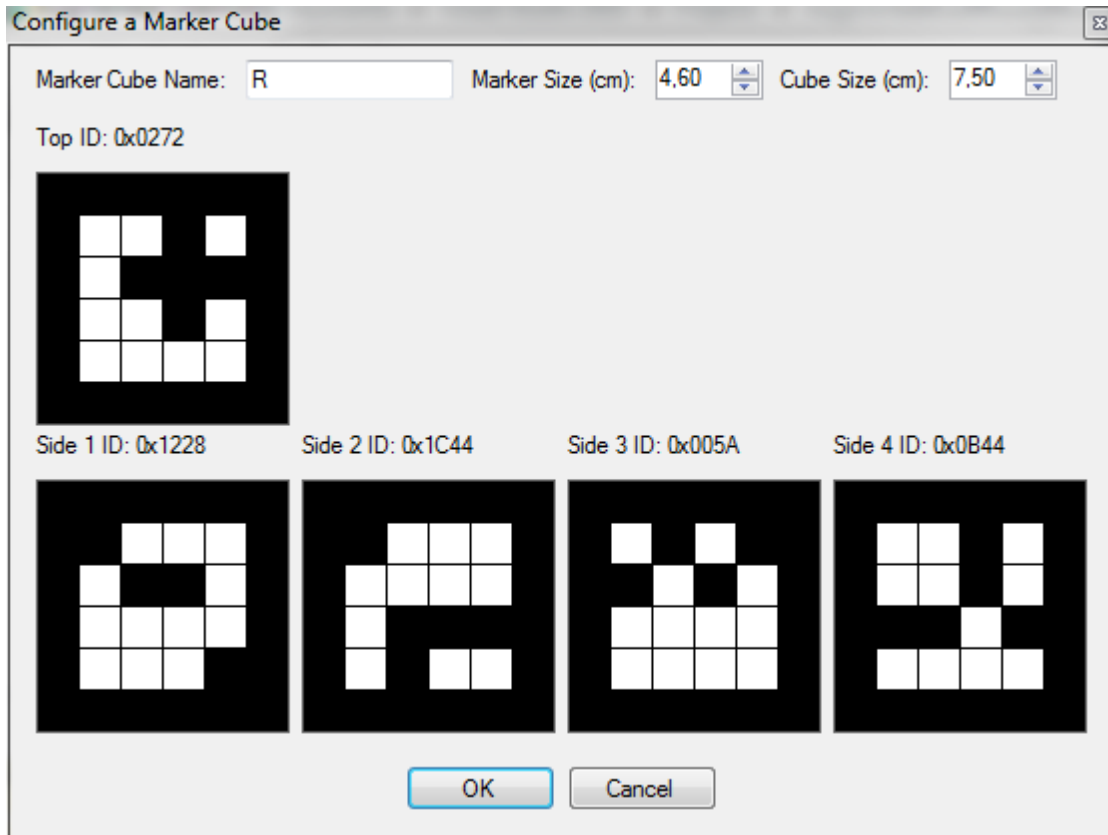 Configure a Marker Cube
Marker Cube Name: R Marker Size (cm): 4,60 Cube Size (cm): 7,50
Top ID: 0x0272
Side 1 ID: 0x1228 Side 2 ID: 0x1C44 Side 3 ID: 0x005A Side 4 ID: 0x0B44
OK Cancel